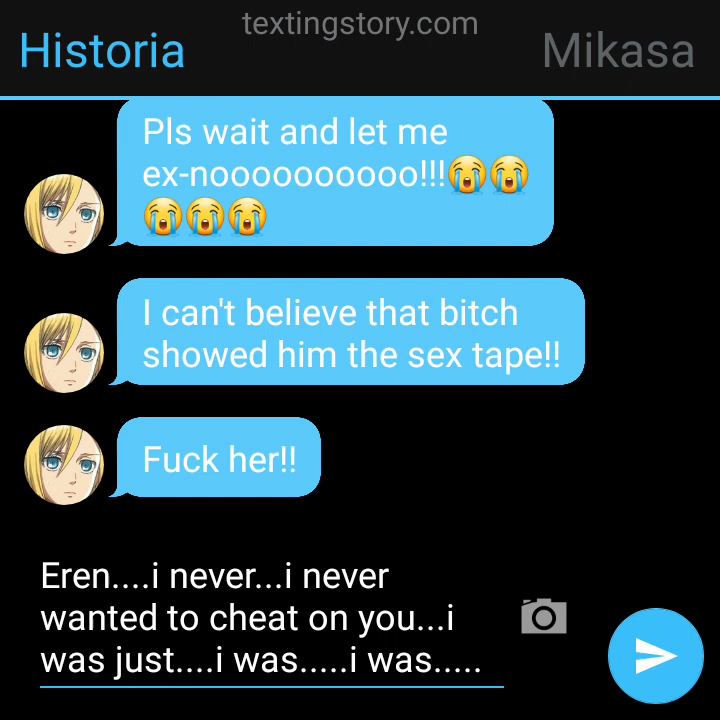 textingstory.com
Historia
Mikasa
Pls wait and let me
ex-noooooooooo!!!😭😭
😭😭😭
I can't believe that bitch
showed him the sex tape!!
Fuck her!!
Eren....i never...i never
wanted to cheat on you...i
was just....i was.....i was.....